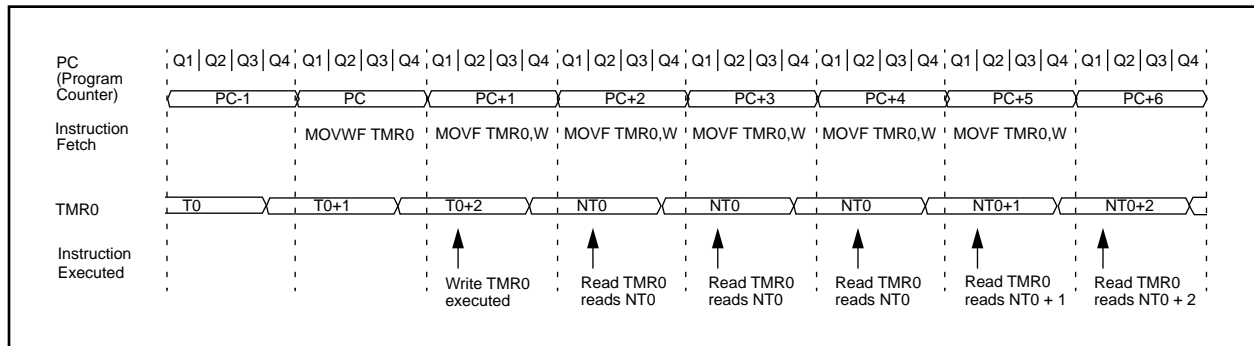 PC
(Program
Counter)
Q1 Q2 Q3 Q4 Q1 Q2 Q3 Q4 Q1 Q2 Q3 Q4 Q1 Q2 Q3 Q4 Q1 Q2 Q3 Q4 Q1 Q2 Q3 Q4 Q1 Q2 Q3 Q4 Q1 Q2 Q3 Q4
PC-1 PC PC+1 PC+2 PC+3 PC+4 PC+5 PC+6
Instruction
Fetch
MOVWF TMR0 MOVF TMR0,W MOVF TMR0,W MOVF TMR0,W MOVF TMR0,W MOVF TMR0,W
TMR0
T0 T0+1 T0+2 NT0 NT0 NT0 NT0+1 NT0+2
Instruction
Executed
Write TMR0
executed
Read TMR0
reads NT0
Read TMR0
reads NT0
Read TMR0
reads NT0
Read TMR0
reads NT0 + 1
Read TMR0
reads NT0 + 2